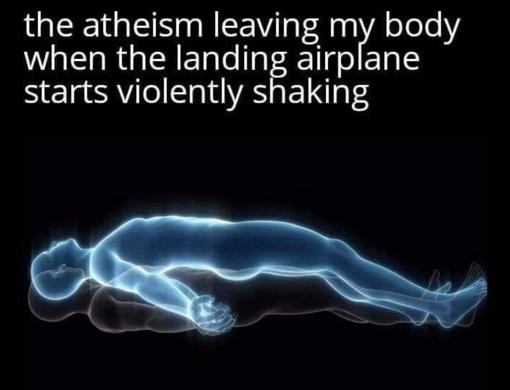 the atheism leaving my body
when the landing airplane
starts violently shaking